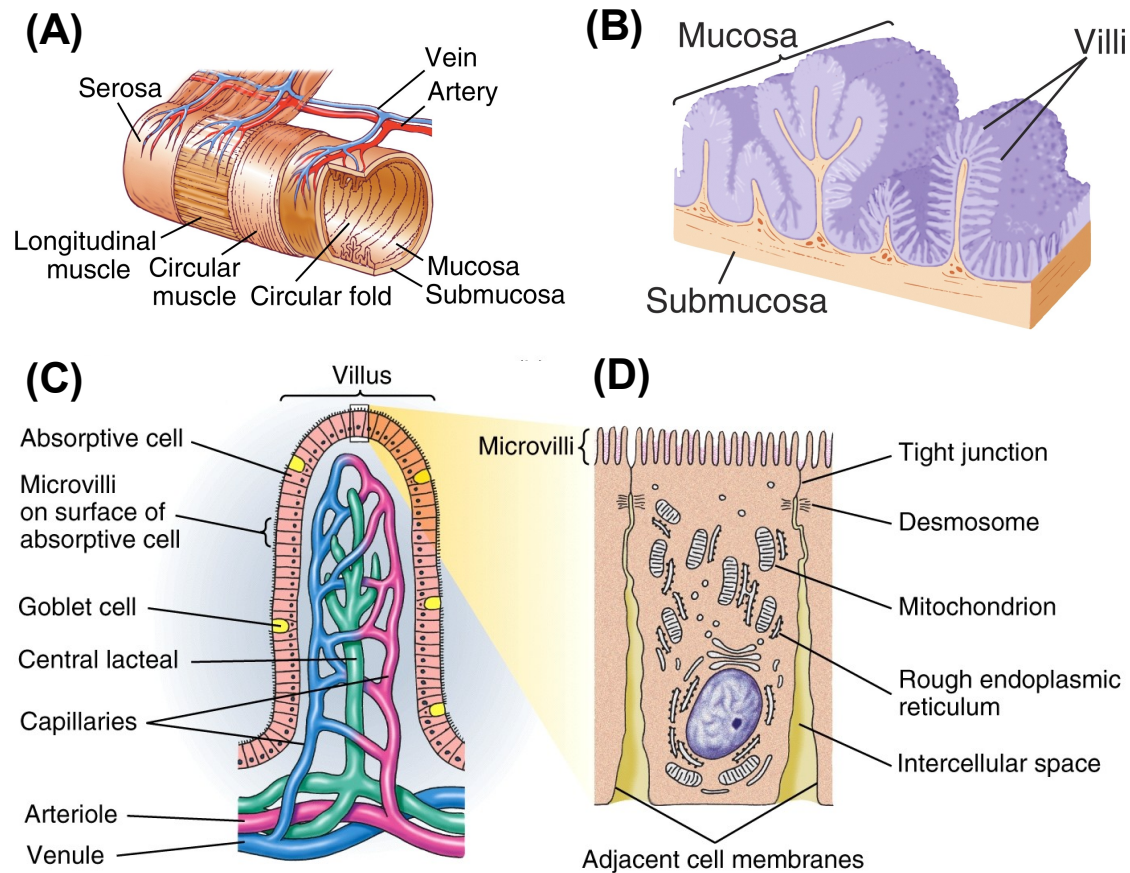 (A)
Serosa
Vein
Artery
Longitudinal
muscle
Circular
muscle
Circular fold
Mucosa
Submucosa
(B)
Mucosa
Villi
Submucosa
(C)
Villus
Absorptive cell
Microvilli
on surface of
absorptive cell
Goblet cell
Central lacteal
Capillaries
Arteriole
Venule
(D)
Microvilli
Tight junction
Desmosome
Mitochondrion
Rough endoplasmic
reticulum
Intercellular space
Adjacent cell membranes